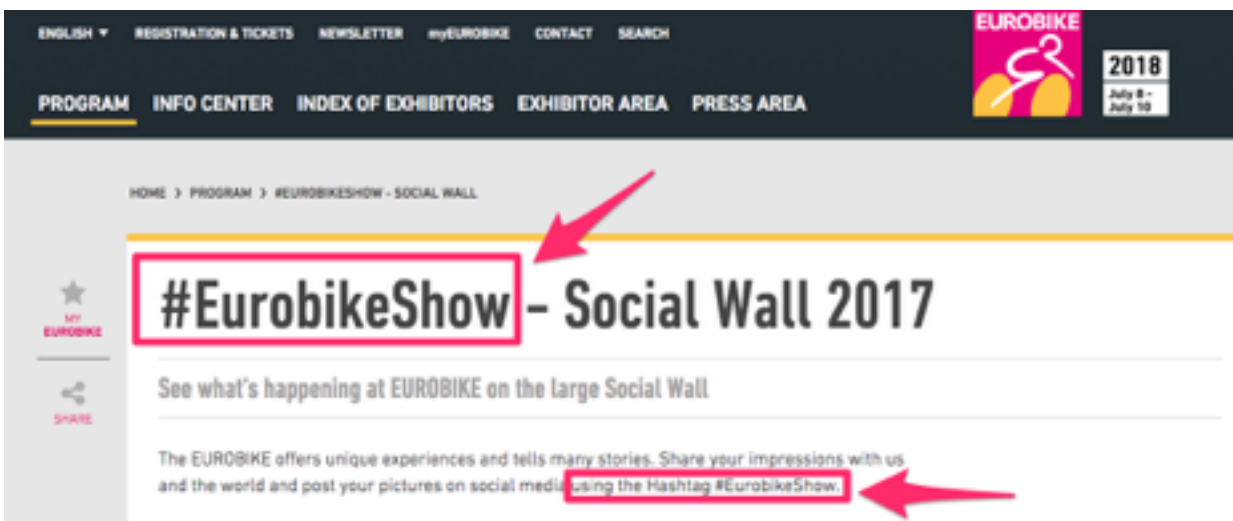 ENGLISH ▼ REGISTRATION & TICKETS NEWSLETTER myEUROBIKE CONTACT SEARCH
EUROBIKE
2018
July 8 -
July 10
PROGRAM INFO CENTER INDEX OF EXHIBITORS EXHIBITOR AREA PRESS AREA
HOME > PROGRAM > #EUROBIKESHOW - SOCIAL WALL
#EurobikeShow - Social Wall 2017
MY
EUROBIKE
See what's happening at EUROBIKE on the large Social Wall
SHARE
The EUROBIKE offers unique experiences and tells many stories. Share your impressions with us
and the world and post your pictures on social media using the Hashtag #EurobikeShow.